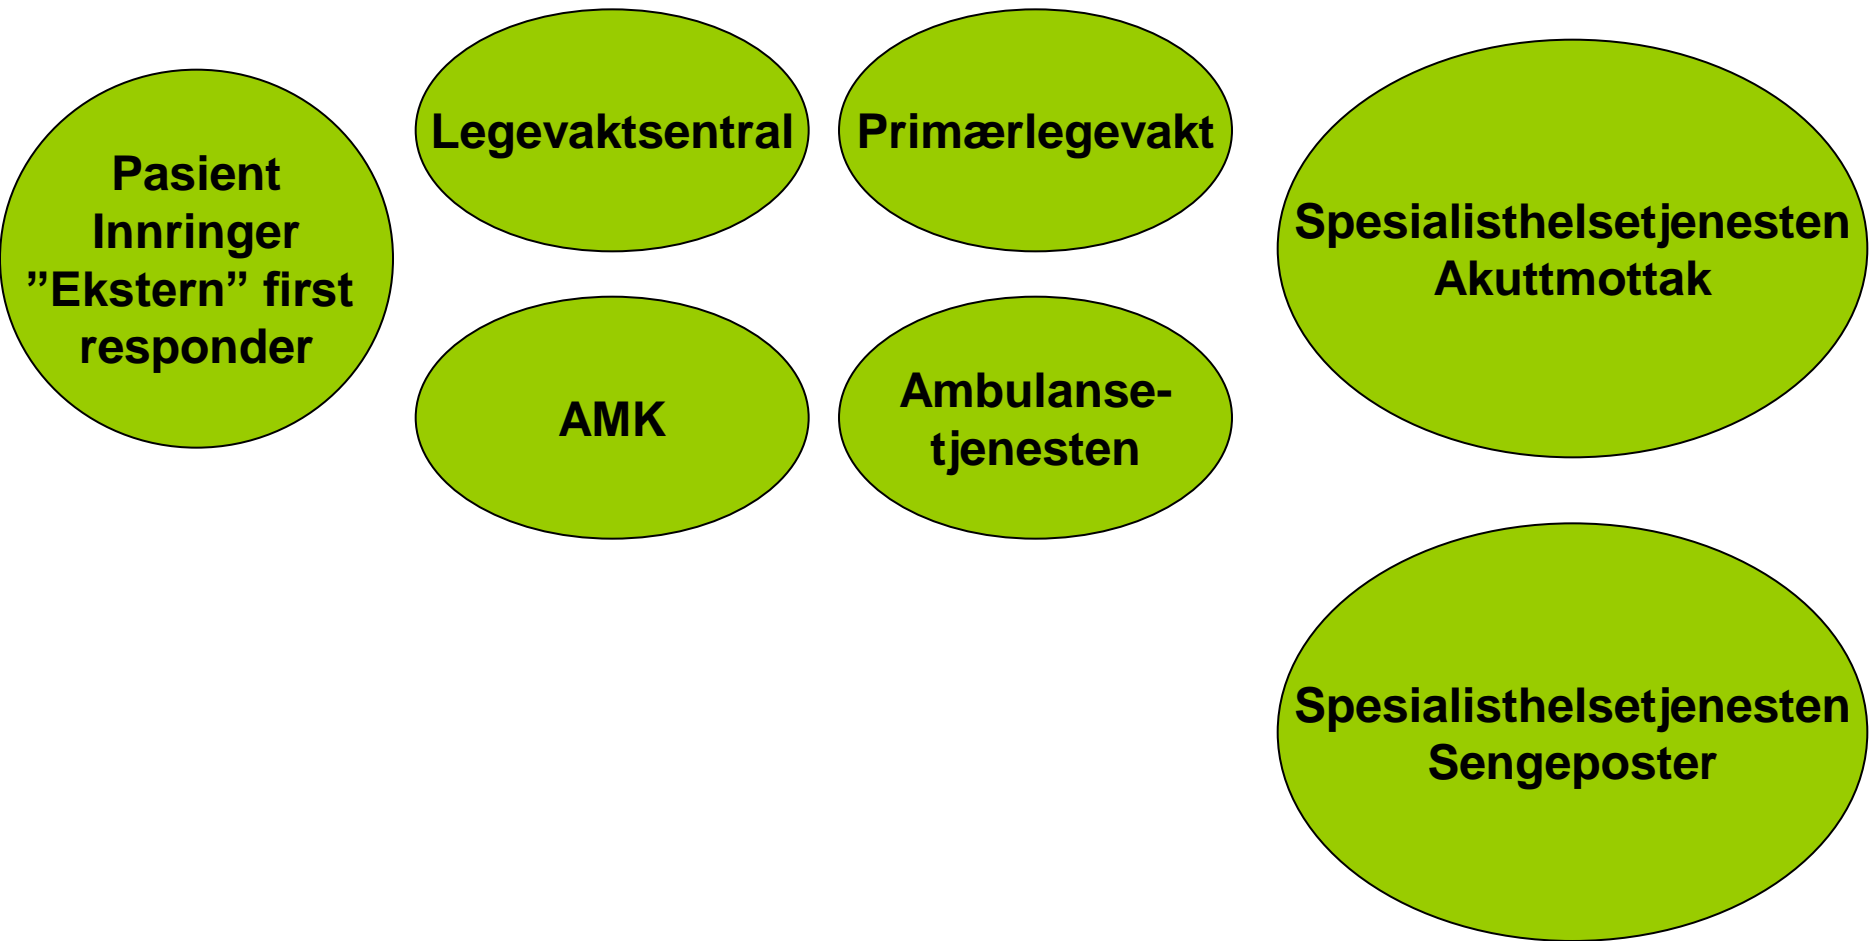 Pasient
Innringer
”Ekstern” first
responder
Legevaktsentral
AMK
Primærlegevakt
Ambulanse-
tjenesten
Spesialisthelsetjenesten
Akuttmottak
Spesialisthelsetjenesten
Sengeposter